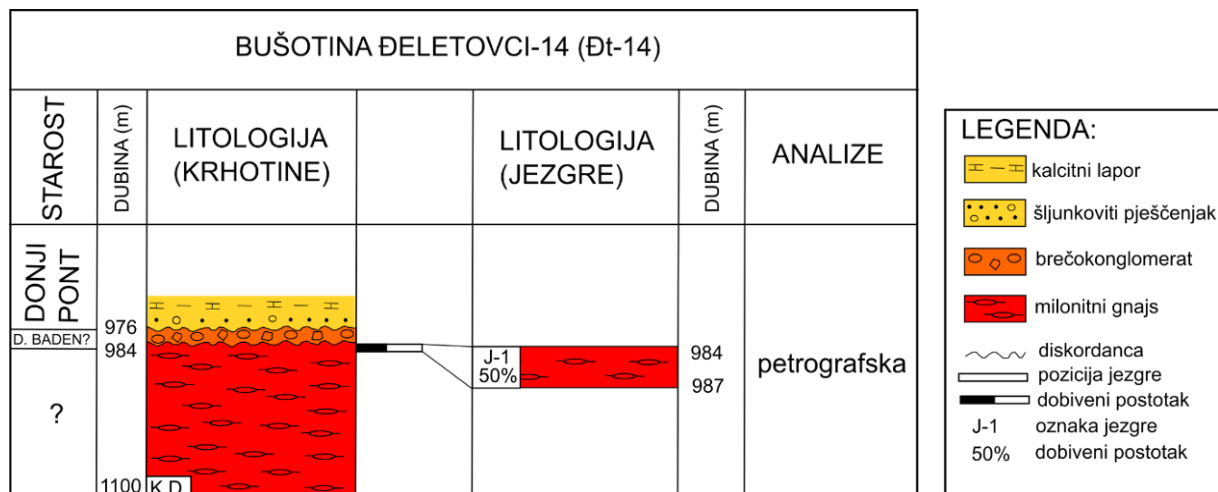 BUŠOTINA ĐELETOVCI-14 (Đt-14)
STAROST
DUBINA (m)
LITOLOGIJA
(KRHOTINE)
LITOLOGIJA
(JEZGRE)
DUBINA (m)
ANALIZE
DONJI
PONT
D. BADEN?
?
976
984
1100
K.D.
J-1
50%
984
987
petrografska
LEGENDA:
kalcitni lapor
šljunkoviti pješčenjak
brečokonglomerat
milonitni gnajs
diskordanca
pozicija jezgre
dobiveni postotak
J-1 oznaka jezgre
50% dobiveni postotak